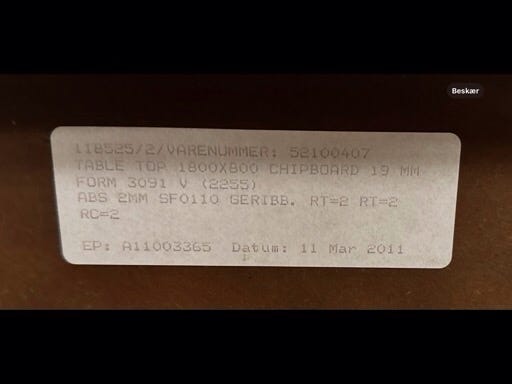 Beskær
118525/2/VARENUMMER: 52100407
TABLE TOP 1800X800 CHIPBOARD 19 MM
FORM 3091 V (2255)
ABS 2MM SF0110 GERIBB. RT=2 RT=2
RC=2
EP: A11003365 Datum: 11 Mar 2011